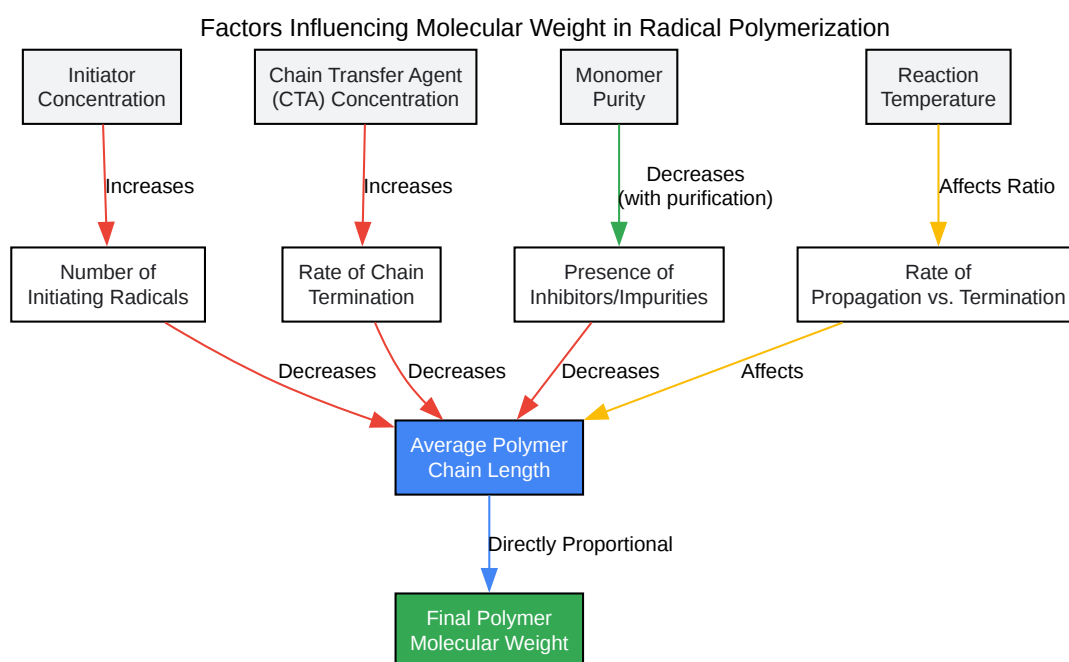 Factors Influencing Molecular Weight in Radical Polymerization
Initiator
Concentration
Chain Transfer Agent
(CTA) Concentration
Monomer
Purity
Reaction
Temperature
Increases
Increases
Decreases
(with purification)
Affects Ratio
Number of
Initiating Radicals
Rate of Chain
Termination
Presence of
Inhibitors/Impurities
Rate of
Propagation vs. Termination
Decreases
Decreases
Decreases
Affects
Average Polymer
Chain Length
Directly Proportional
Final Polymer
Molecular Weight